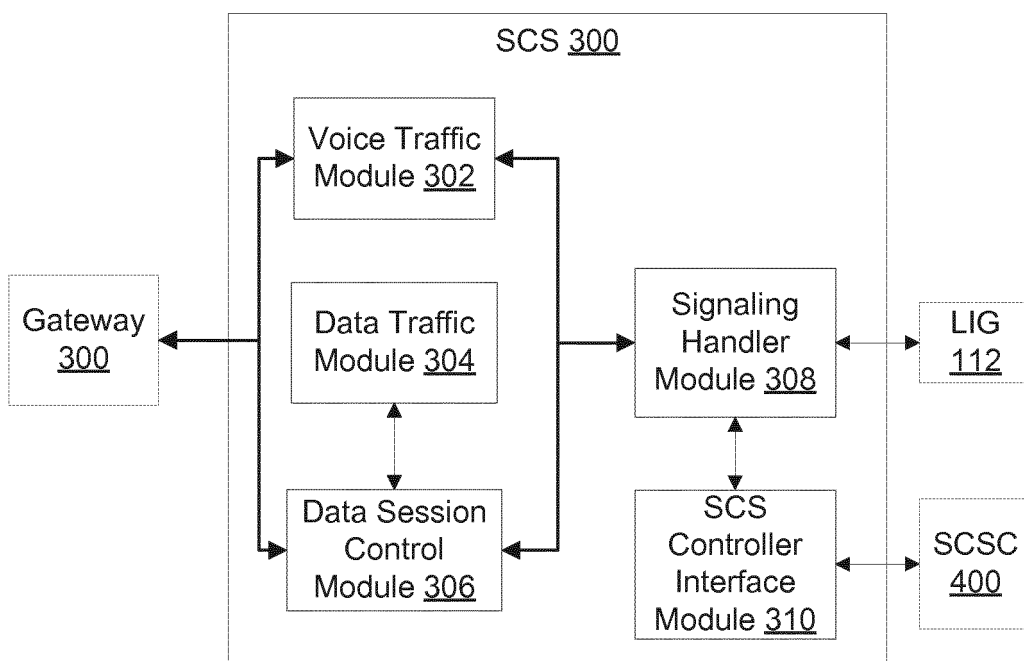 SCS 300
Voice Traffic
Module 302
Gateway
300
Data Traffic
Module 304
Signaling
Handler
Module 308
LIG
112
Data Session
Control
Module 306
SCS
Controller
Interface
Module 310
SCSC
400